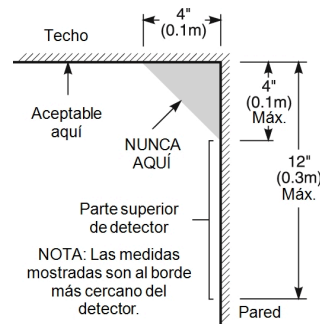 4"
(0.1m)
Techo
Aceptable
aquí
NUNCA
AQUÍ
4"
(0.1m)
Máx.
12"
(0.3m)
Máx.
Parte superior
de detector
NOTA: Las medidas
mostradas son al borde
más cercano del
detector.
Pared